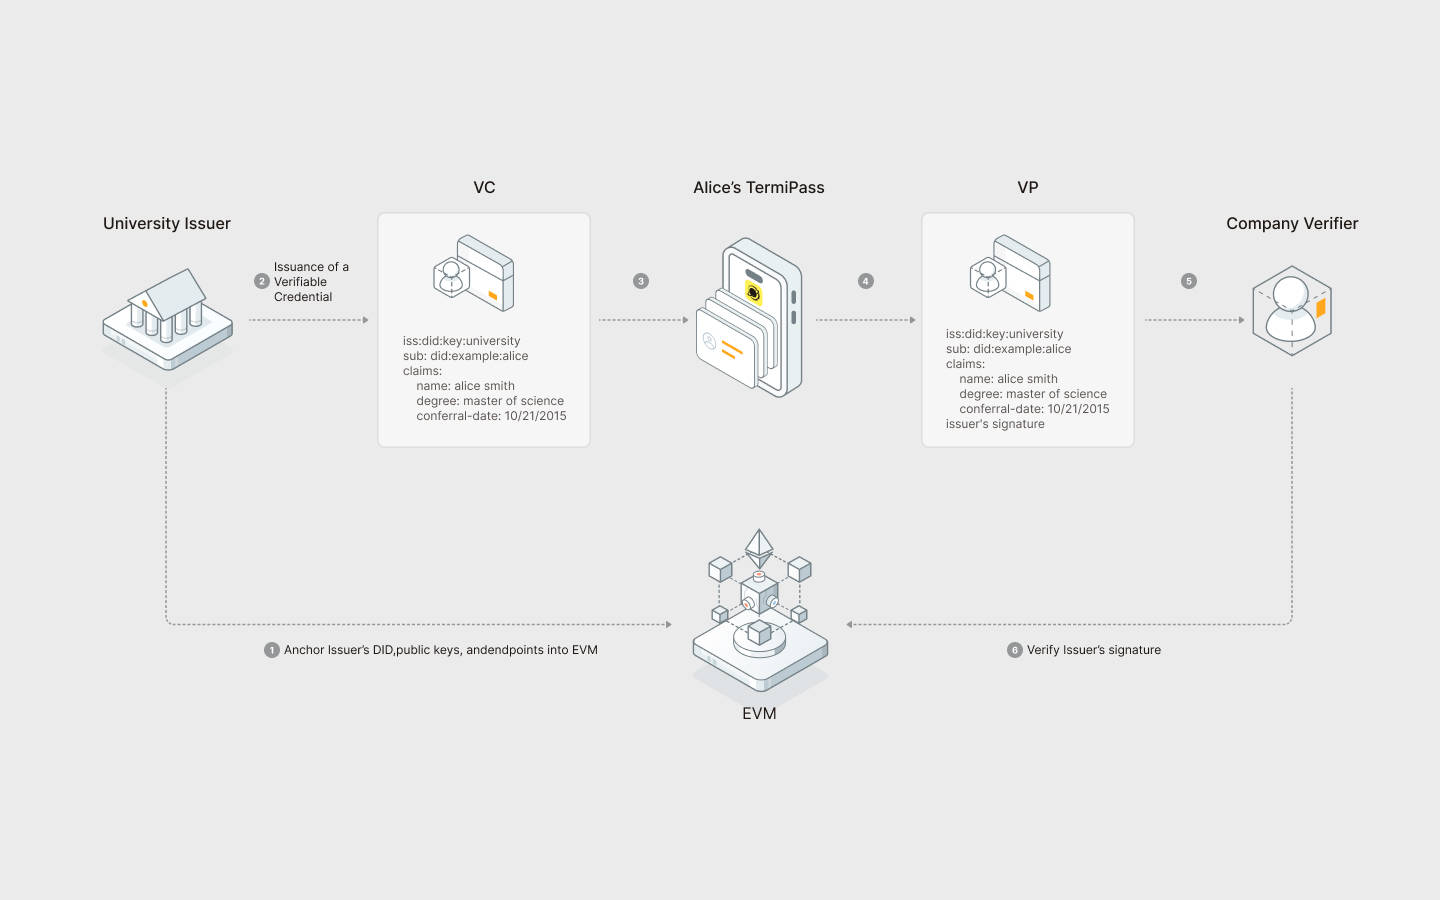 VC
Alice’s TermiPass
VP
University Issuer
Company Verifier
2
Issuance of a
Verifiable
Credential
3
4
5
iss:did:key:university
sub: did:example:alice
claims:
name: alice smith
degree: master of science
conferral-date: 10/21/2015
iss:did:key:university
sub: did:example:alice
claims:
name: alice smith
degree: master of science
conferral-date: 10/21/2015
issuer's signature
1 Anchor Issuer’s DID,public keys, andendpoints into EVM
6 Verify Issuer’s signature
EVM